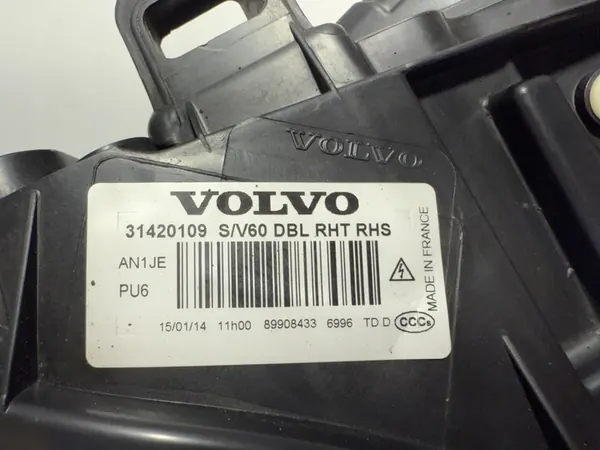 VOLVO
VOLVO
31420109 S/V60 DBL RHT RHS
AN1JE
PU6
MADE IN FRANCE
15/01/14 11h00 89908433 6996 TD D CCCs